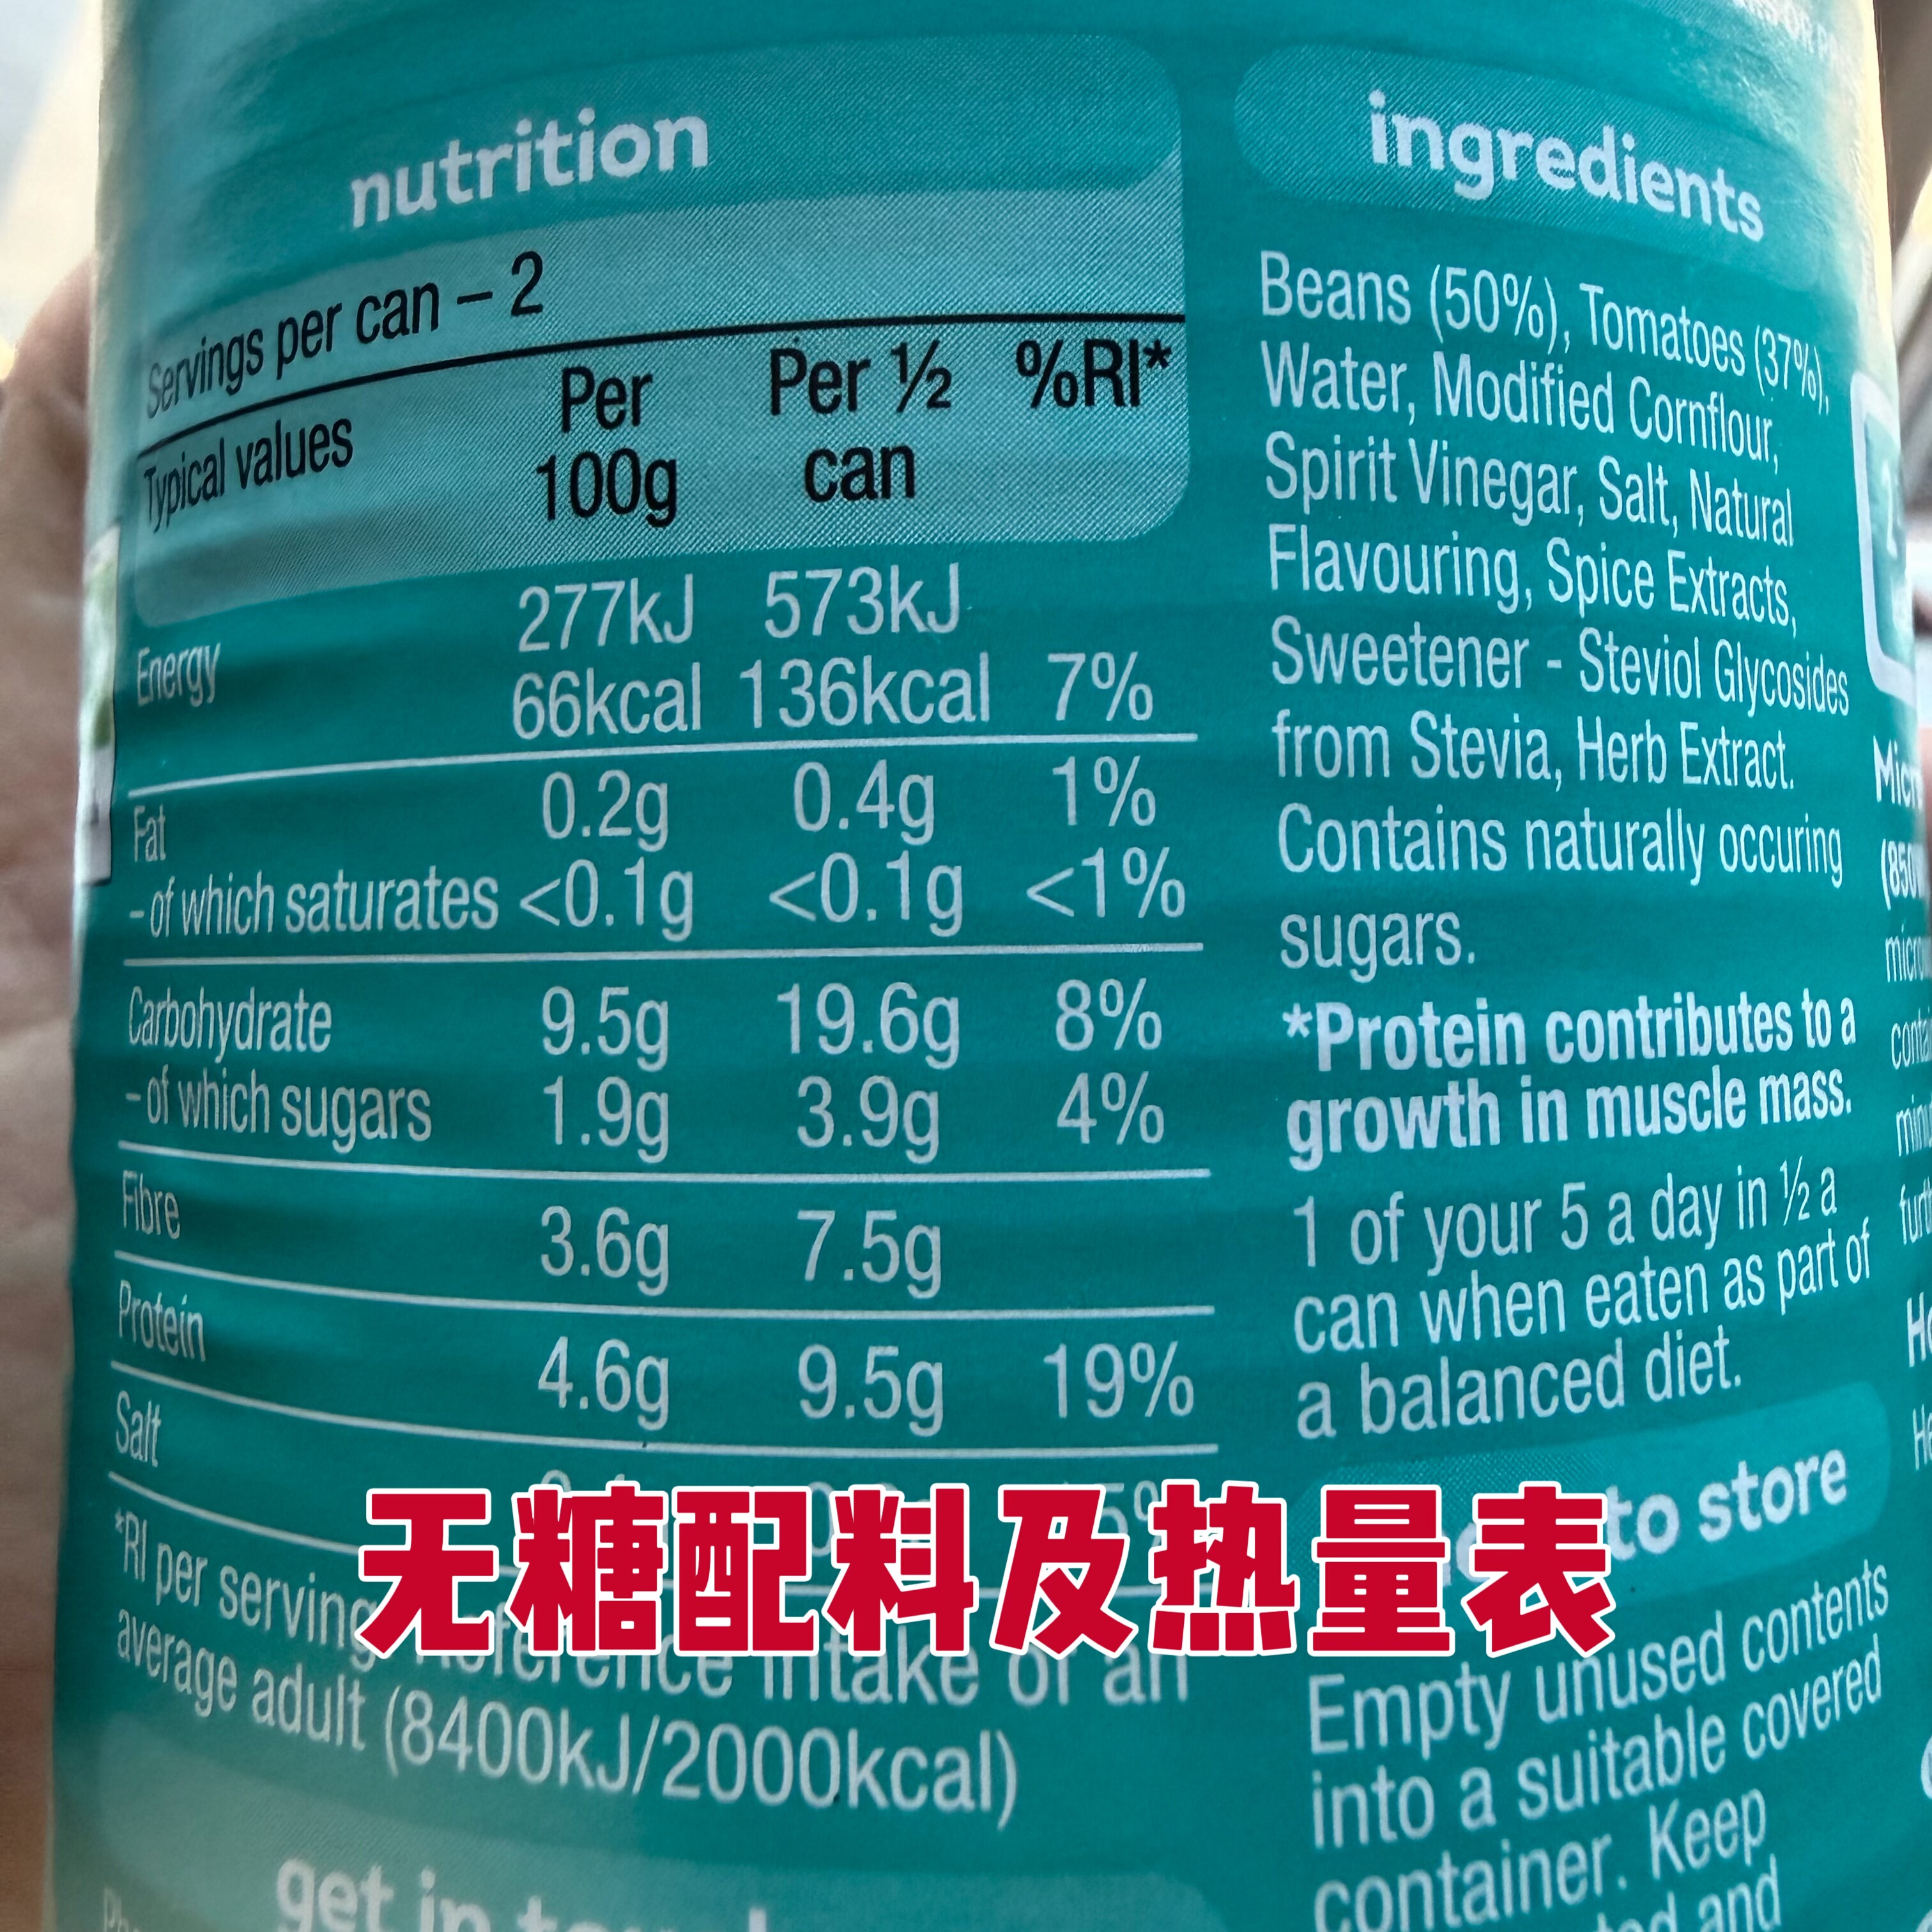 nutrition
Servings per can – 2
Typical values Per 100g Per ½ can %RI*
Energy 277kJ 573kJ
66kcal 136kcal 7%
Fat 0.2g 0.4g 1%
- of which saturates <0.1g <0.1g <1%
Carbohydrate 9.5g 19.6g 8%
- of which sugars 1.9g 3.9g 4%
Fibre 3.6g 7.5g
Protein 4.6g 9.5g 19%
Salt
*RI per serving. Reference intake of an
average adult (8400kJ/2000kcal)
get in
ingredients
Beans (50%), Tomatoes (37%),
Water, Modified Cornflour,
Spirit Vinegar, Salt, Natural
Flavouring, Spice Extracts,
Sweetener - Steviol Glycosides
from Stevia, Herb Extract.
Contains naturally occuring
sugars.
*Protein contributes to a
growth in muscle mass.
1 of your 5 a day in ½ a
can when eaten as part of
a balanced diet.
to store
Empty unused contents
into a suitable covered
container. Keep
and
无糖配料及热量表